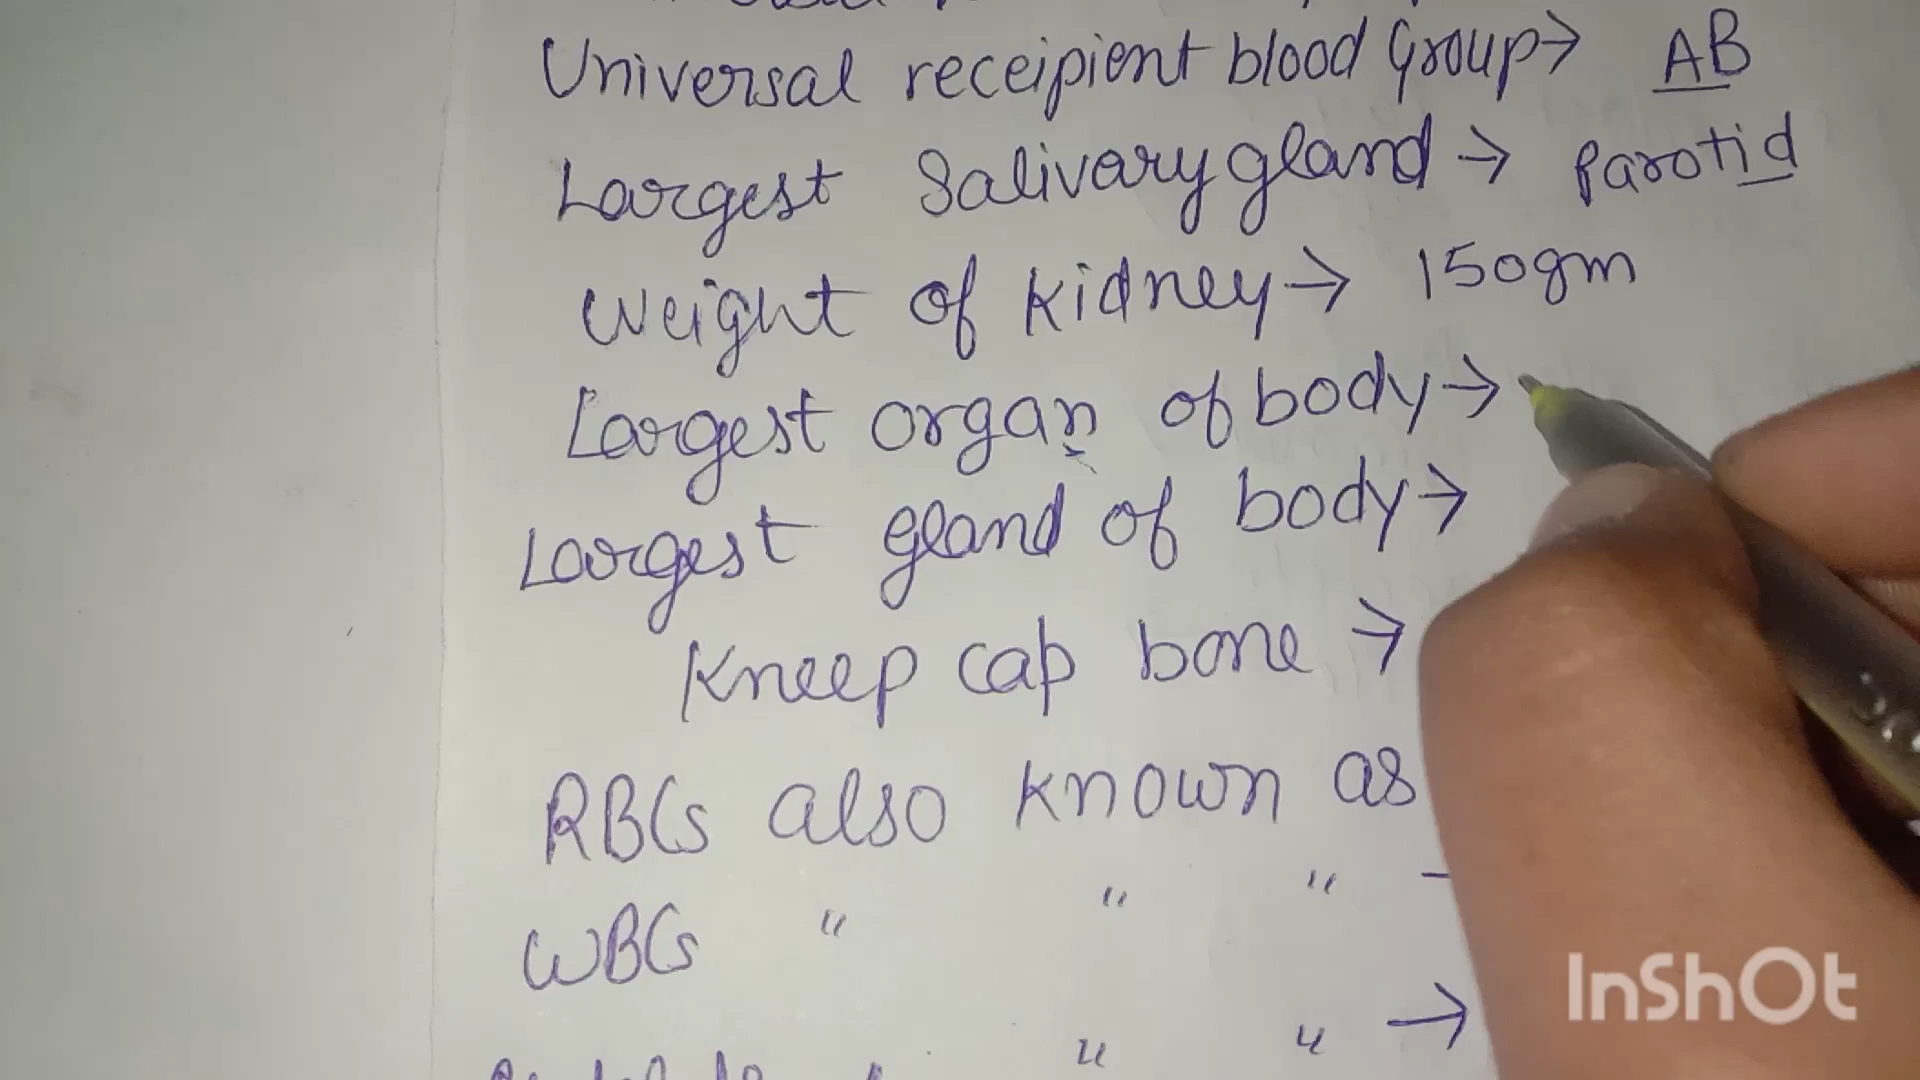 Universal receipient blood Group→ AB
Largest Salivary gland → Parotid
Weight of Kidney→ 150gm
Largest organ of body→
Largest gland of body→
Kneep cap bone →
RBCs also known as
WBCs " " " -
" " →
InShOt